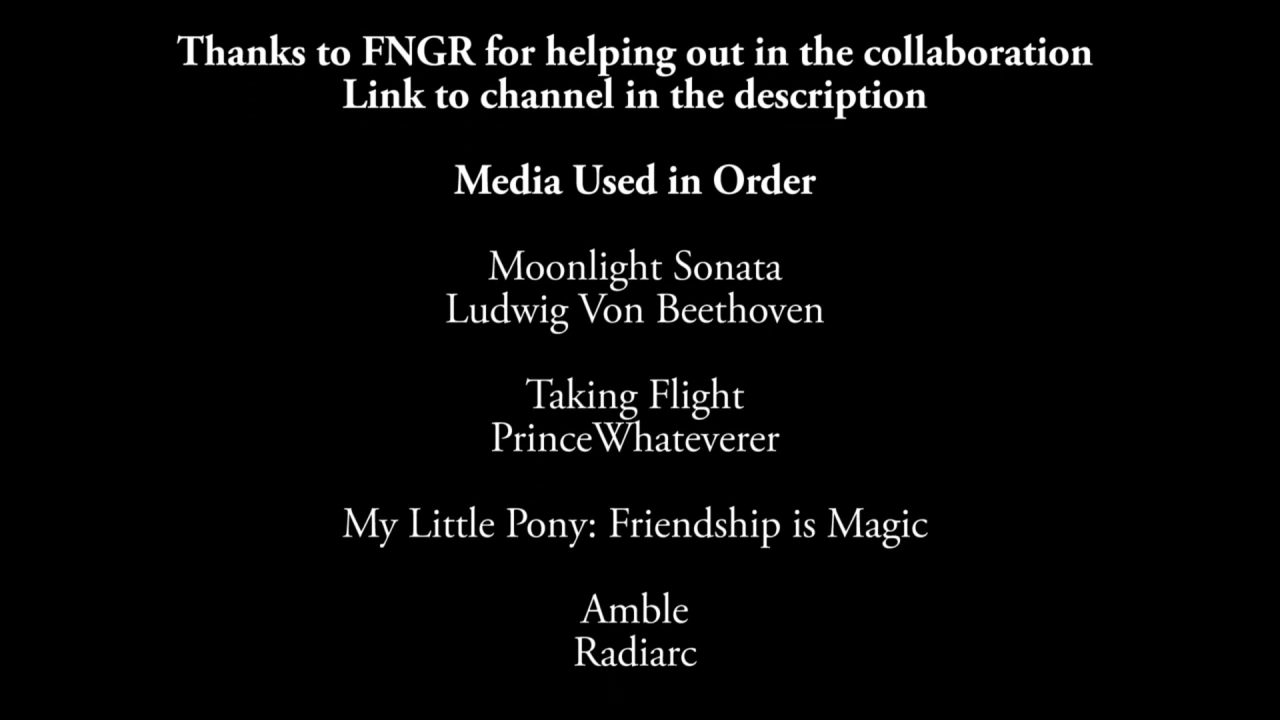 Thanks to FNGR for helping out in the collaboration
Link to channel in the description
Media Used in Order
Moonlight Sonata
Ludwig Von Beethoven
Taking Flight
PrinceWhateverer
My Little Pony: Friendship is Magic
Amble
Radiarc